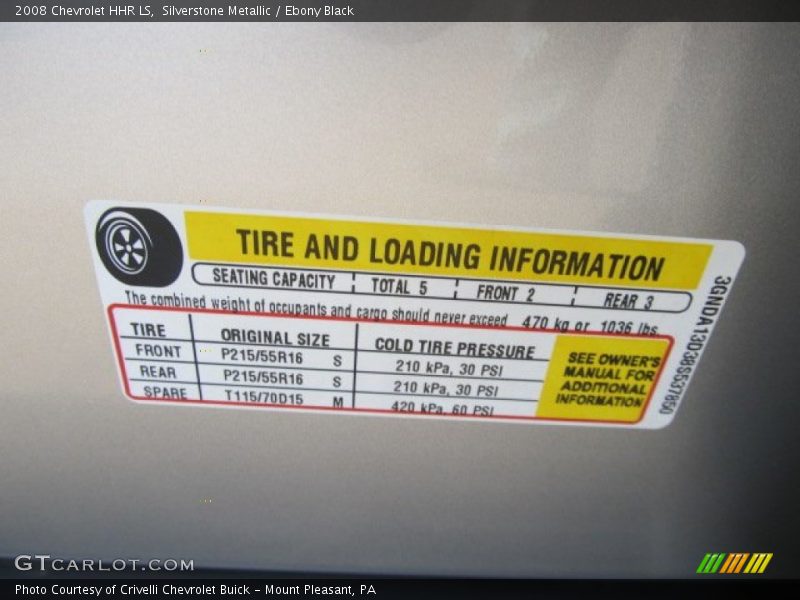 2008 Chevrolet HHR LS, Silverstone Metallic / Ebony Black
TIRE AND LOADING INFORMATION
SEATING CAPACITY TOTAL 5 FRONT 2 REAR 3
The combined weight of occupants and cargo should never exceed 470 kg or 1036 lbs.
TIRE ORIGINAL SIZE COLD TIRE PRESSURE
FRONT P215/55R16 S 210 kPa, 30 PSI
REAR P215/55R16 S 210 kPa, 30 PSI
SPARE T115/70D15 M 420 kPa, 60 PSI
SEE OWNER'S
MANUAL FOR
ADDITIONAL
INFORMATION
3GNDA13D38S537850
GTCARLOT.COM
Photo Courtesy of Crivelli Chevrolet Buick - Mount Pleasant, PA